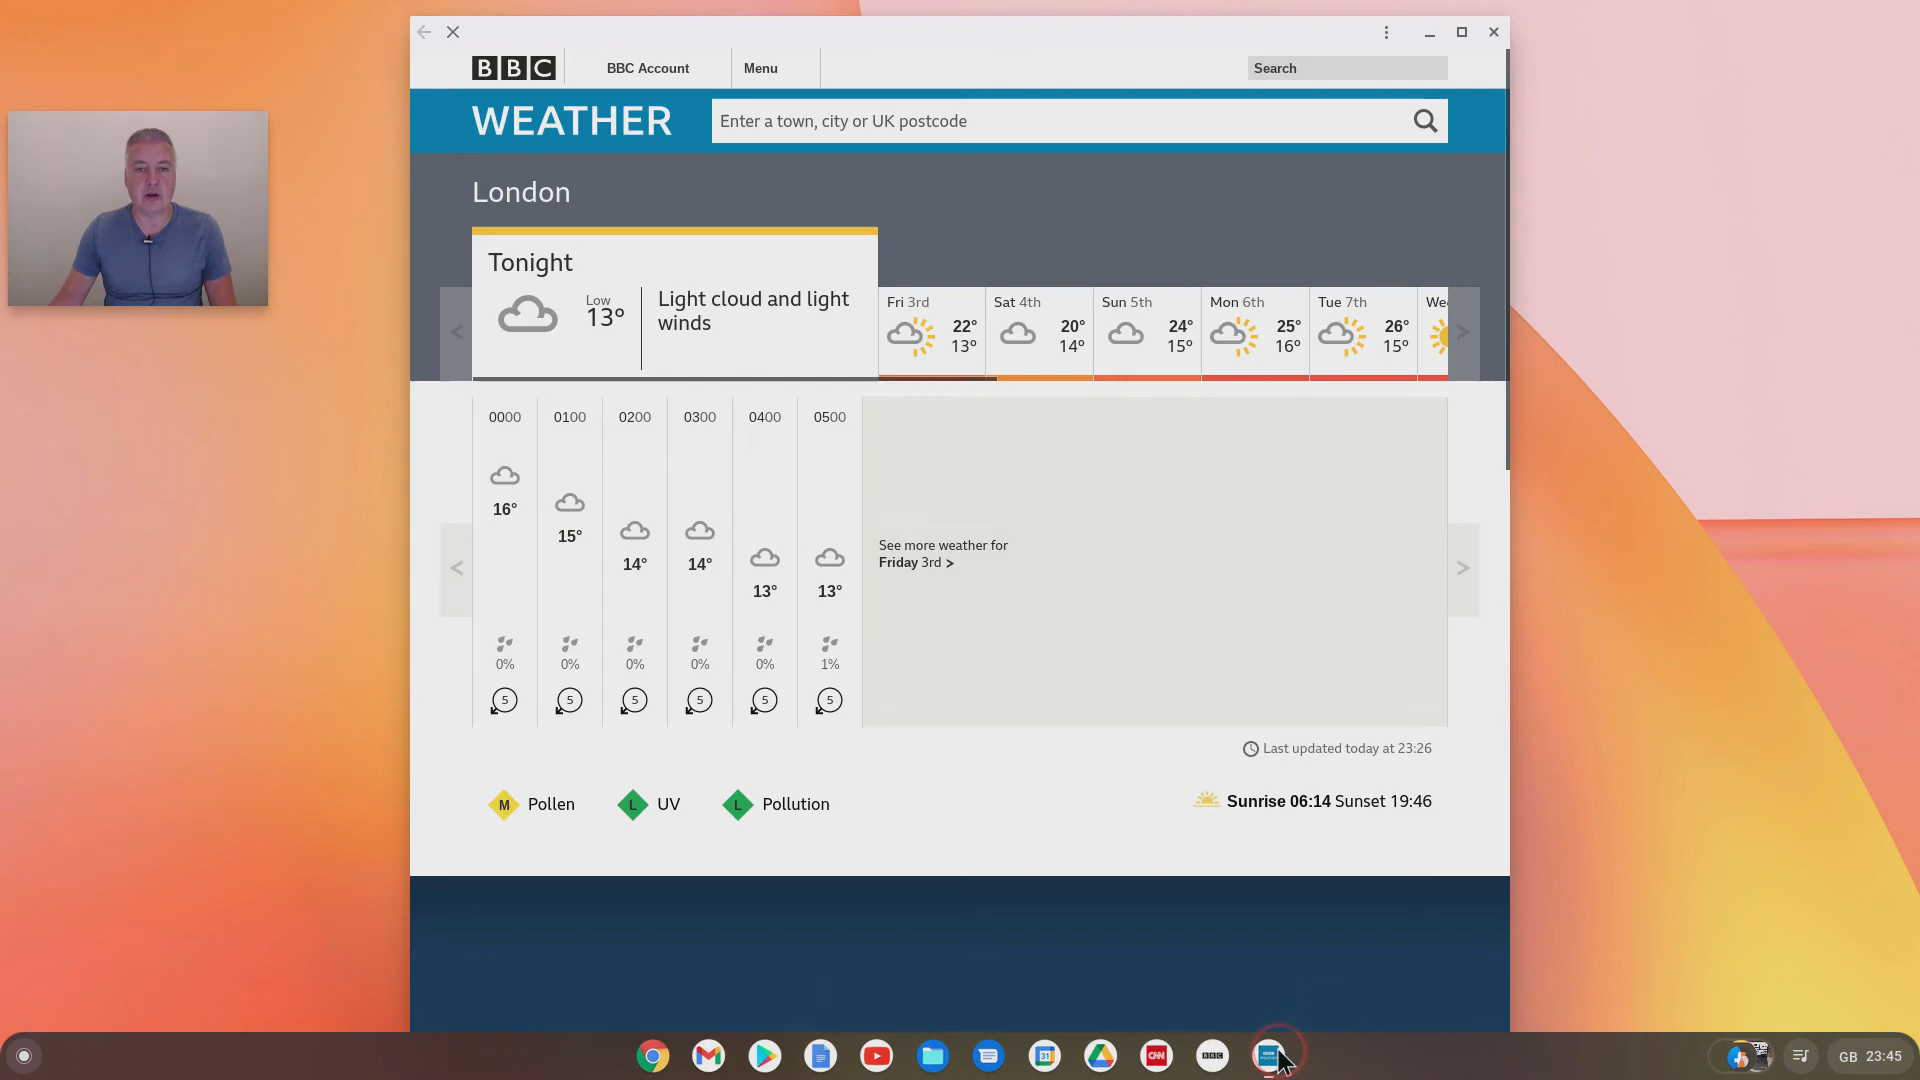 BBC
BBC Account
Menu
Search
WEATHER
Enter a town, city or UK postcode
London
Tonight
Low
13°
Light cloud and light
winds
Fri 3rd
22°
13°
Sat 4th
20°
14°
Sun 5th
24°
15°
Mon 6th
25°
16°
Tue 7th
26°
15°
We
0000 0100 0200 0300 0400 0500
16° 15° 14° 14° 13° 13°
0% 0% 0% 0% 0% 1%
5 5 5 5 5 5
See more weather for
Friday 3rd >
Last updated today at 23:26
M Pollen
L UV
L Pollution
Sunrise 06:14 Sunset 19:46
31
CNN
BBC
GB 23:45